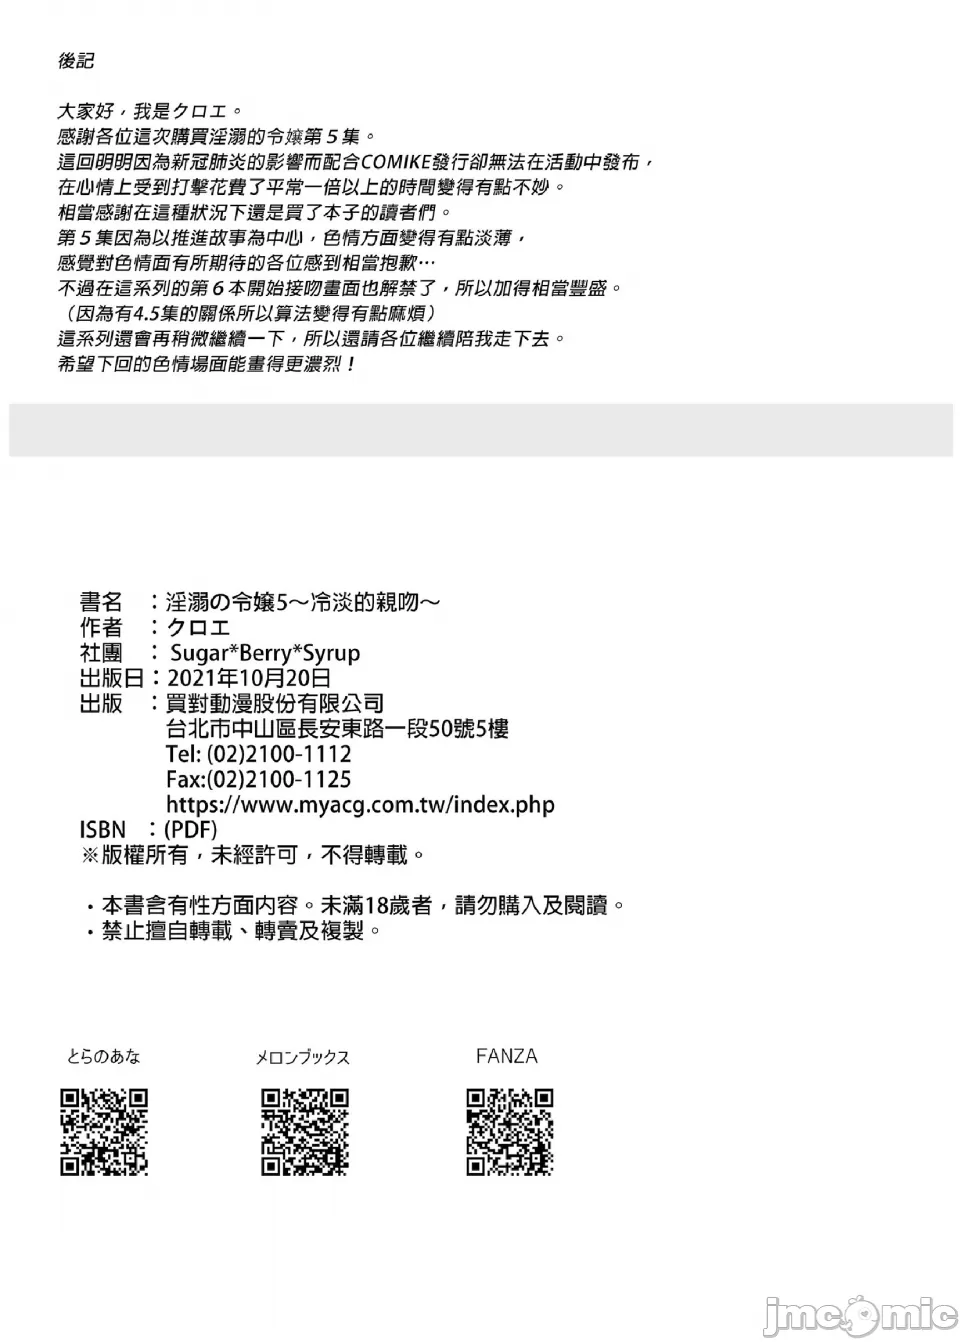 後記
大家好，我是クロエ。
感謝各位這次購買淫溺的令嬢第５集。
這回明明因為新冠肺炎的影響而配合COMIKE發行卻無法在活動中發布，
在心情上受到打擊花費了平常一倍以上的時間變得有點不妙。
相當感謝在這種狀況下還是買了本子的讀者們。
第５集因為以推進故事為中心，色情方面變得有點淡薄，
感覺對色情面有所期待的各位感到相當抱歉…
不過在這系列的第６本開始接吻畫面也解禁了，所以加得相當豐盛。
（因為有4.5集的關係所以算法變得有點麻煩）
這系列還會再稍微繼續一下，所以還請各位繼續陪我走下去。
希望下回的色情場面能畫得更濃烈！
書名　：淫溺の令嬢5～冷淡的親吻～
作者　：クロエ
社團　： Sugar*Berry*Syrup
出版日：2021年10月20日
出版　：買對動漫股份有限公司
台北市中山區長安東路一段50號5樓
Tel: (02)2100-1112
Fax:(02)2100-1125
https://www.myacg.com.tw/index.php
ISBN　：(PDF)
※版權所有，未經許可，不得轉載。
・本書含有性方面内容。未滿18歲者，請勿購入及閱讀。
・禁止擅自轉載、轉賣及複製。
とらのあな
メロンブックス
FANZA
jmcomic